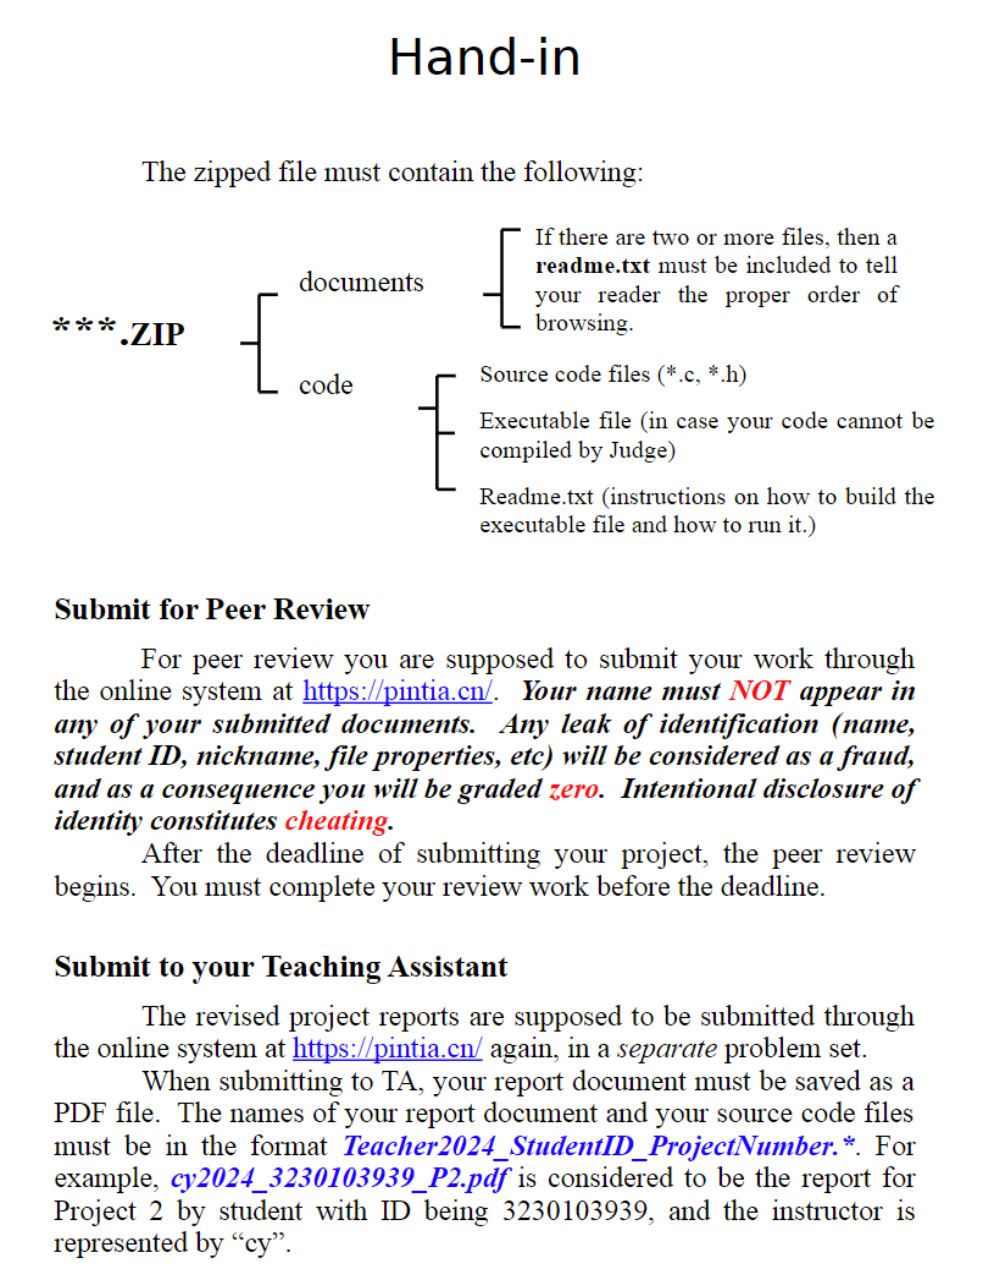 Hand-in
The zipped file must contain the following:
***.ZIP
documents
If there are two or more files, then a
readme.txt must be included to tell
your reader the proper order of
browsing.
code
Source code files (*.c, *.h)
Executable file (in case your code cannot be
compiled by Judge)
Readme.txt (instructions on how to build the
executable file and how to run it.)
Submit for Peer Review
For peer review you are supposed to submit your work through
the online system at https://pintia.cn/. Your name must NOT appear in
any of your submitted documents. Any leak of identification (name,
student ID, nickname, file properties, etc) will be considered as a fraud,
and as a consequence you will be graded zero. Intentional disclosure of
identity constitutes cheating.
After the deadline of submitting your project, the peer review
begins. You must complete your review work before the deadline.
Submit to your Teaching Assistant
The revised project reports are supposed to be submitted through
the online system at https://pintia.cn/ again, in a separate problem set.
When submitting to TA, your report document must be saved as a
PDF file. The names of your report document and your source code files
must be in the format Teacher2024_StudentID_ProjectNumber.*. For
example, cy2024_3230103939_P2.pdf is considered to be the report for
Project 2 by student with ID being 3230103939, and the instructor is
represented by “cy”.